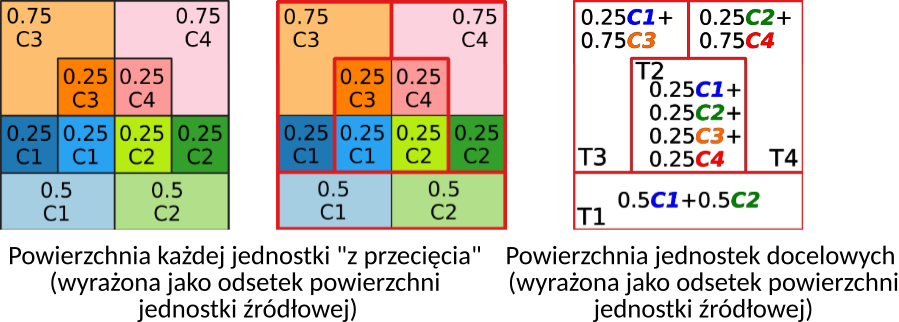 0.75
C3
0.75
C4
0.25
C3
0.25
C4
0.25
C1
0.25
C1
0.25
C2
0.25
C2
0.5
C1
0.5
C2
0.75
C3
0.75
C4
0.25
C3
0.25
C4
0.25
C1
0.25
C1
0.25
C2
0.25
C2
0.5
C1
0.5
C2
0.25C1+
0.75C3
0.25C2+
0.75C4
T2
0.25C1+
0.25C2+
0.25C3+
0.25C4
T3
T4
0.5C1+0.5C2
T1
Powierzchnia każdej jednostki "z przecięcia"
(wyrażona jako odsetek powierzchni
jednostki źródłowej)
Powierzchnia jednostek docelowych
(wyrażona jako odsetek powierzchni
jednostki źródłowej)